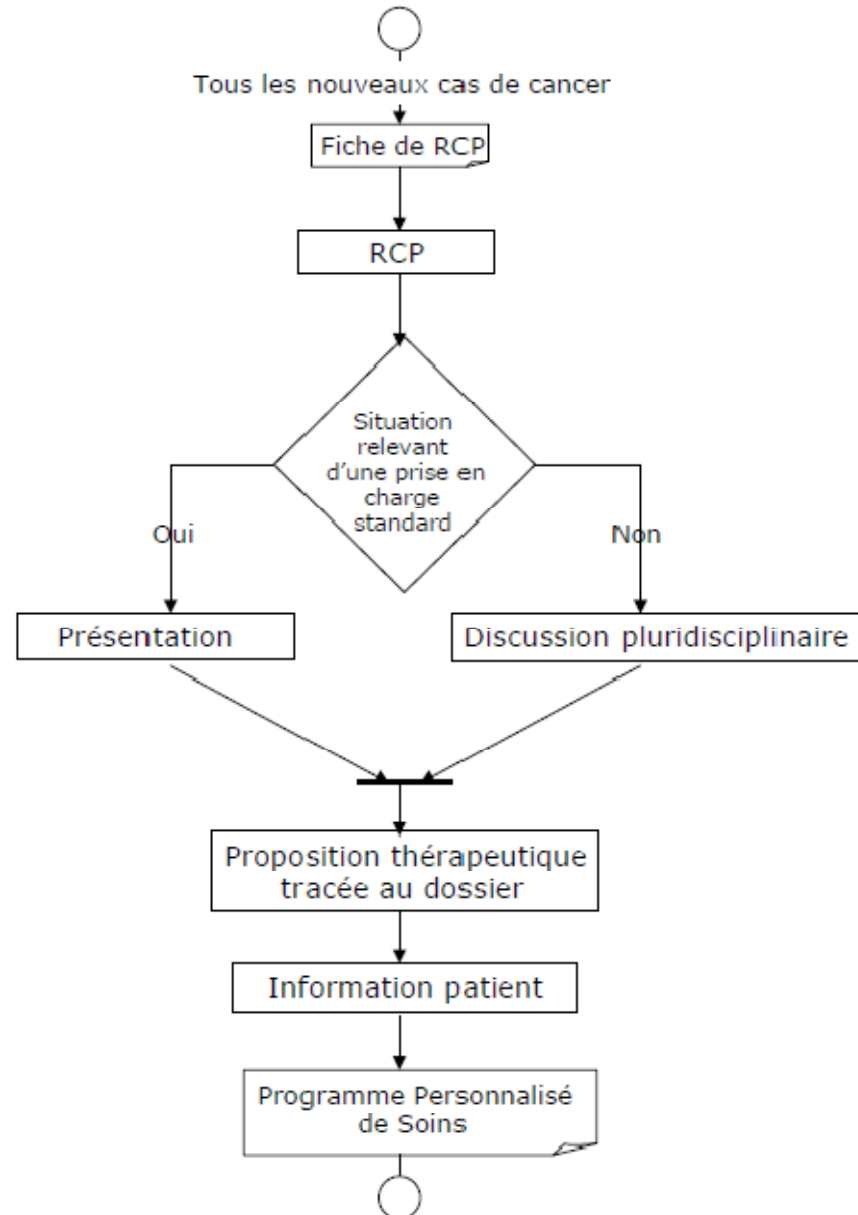 Tous les nouveaux cas de cancer
Fiche de RCP
RCP
Situation
relevant
d'une prise en
charge
standard
Oui
Non
Présentation
Discussion pluridisciplinaire
Proposition thérapeutique
tracée au dossier
Information patient
Programme Personnalisé
de Soins